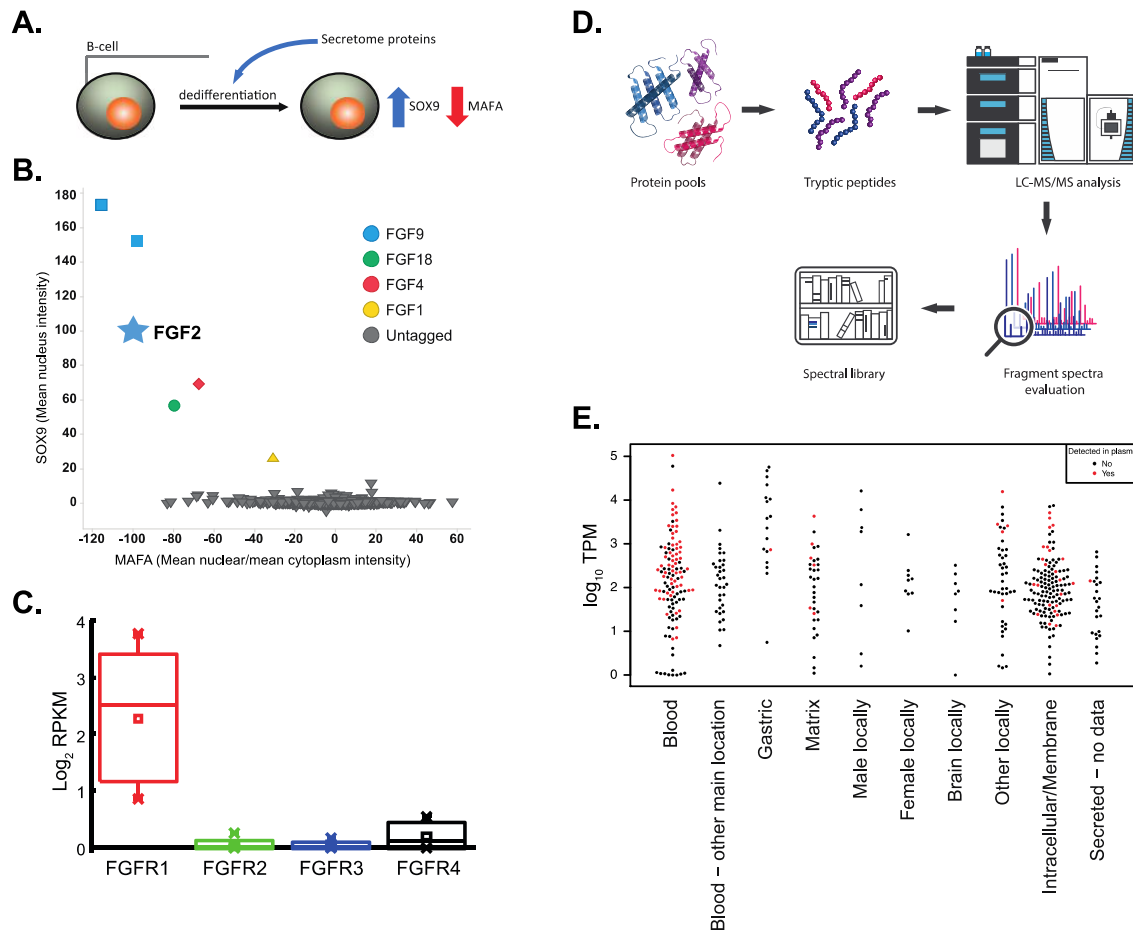 A.
B-cell
Secretome proteins
dedifferentiation
SOX9
MAFA
B.
180
160
140
120
100
80
60
40
20
0
SOX9 (Mean nucleus intensity)
FGF2
FGF9
FGF18
FGF4
FGF1
Untagged
-120
-100
-80
-60
-40
-20
0
20
40
60
MAFA (Mean nuclear/mean cytoplasm intensity)
C.
4
3
2
1
0
Log2 RPKM
FGFR1
FGFR2
FGFR3
FGFR4
D.
Protein pools
Tryptic peptides
LC-MS/MS analysis
Spectral library
Fragment spectra
evaluation
E.
Detected in plasma
No
Yes
5
4
3
2
1
0
log10 TPM
Blood
Blood − other main location
Gastric
Matrix
Male locally
Female locally
Brain locally
Other locally
Intracellular/Membrane
Secreted − no data